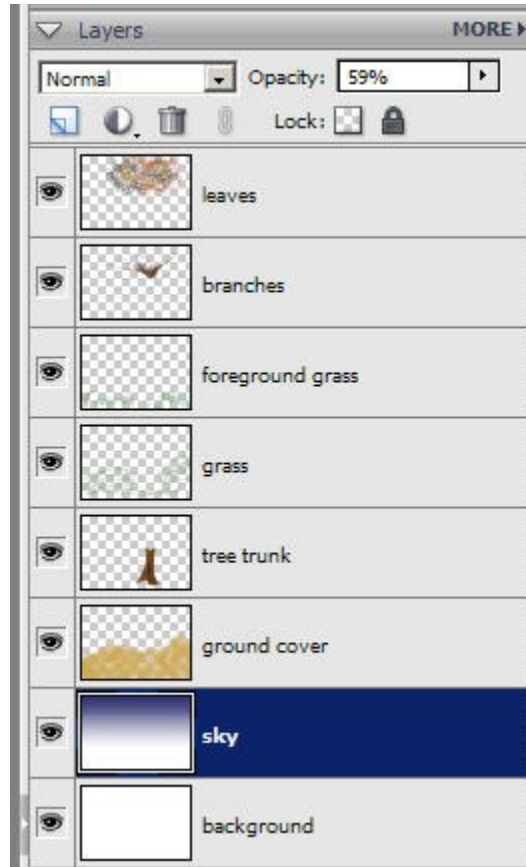 Layers MORE
Normal Opacity: 59%
Lock:
leaves
branches
foreground grass
grass
tree trunk
ground cover
sky
background